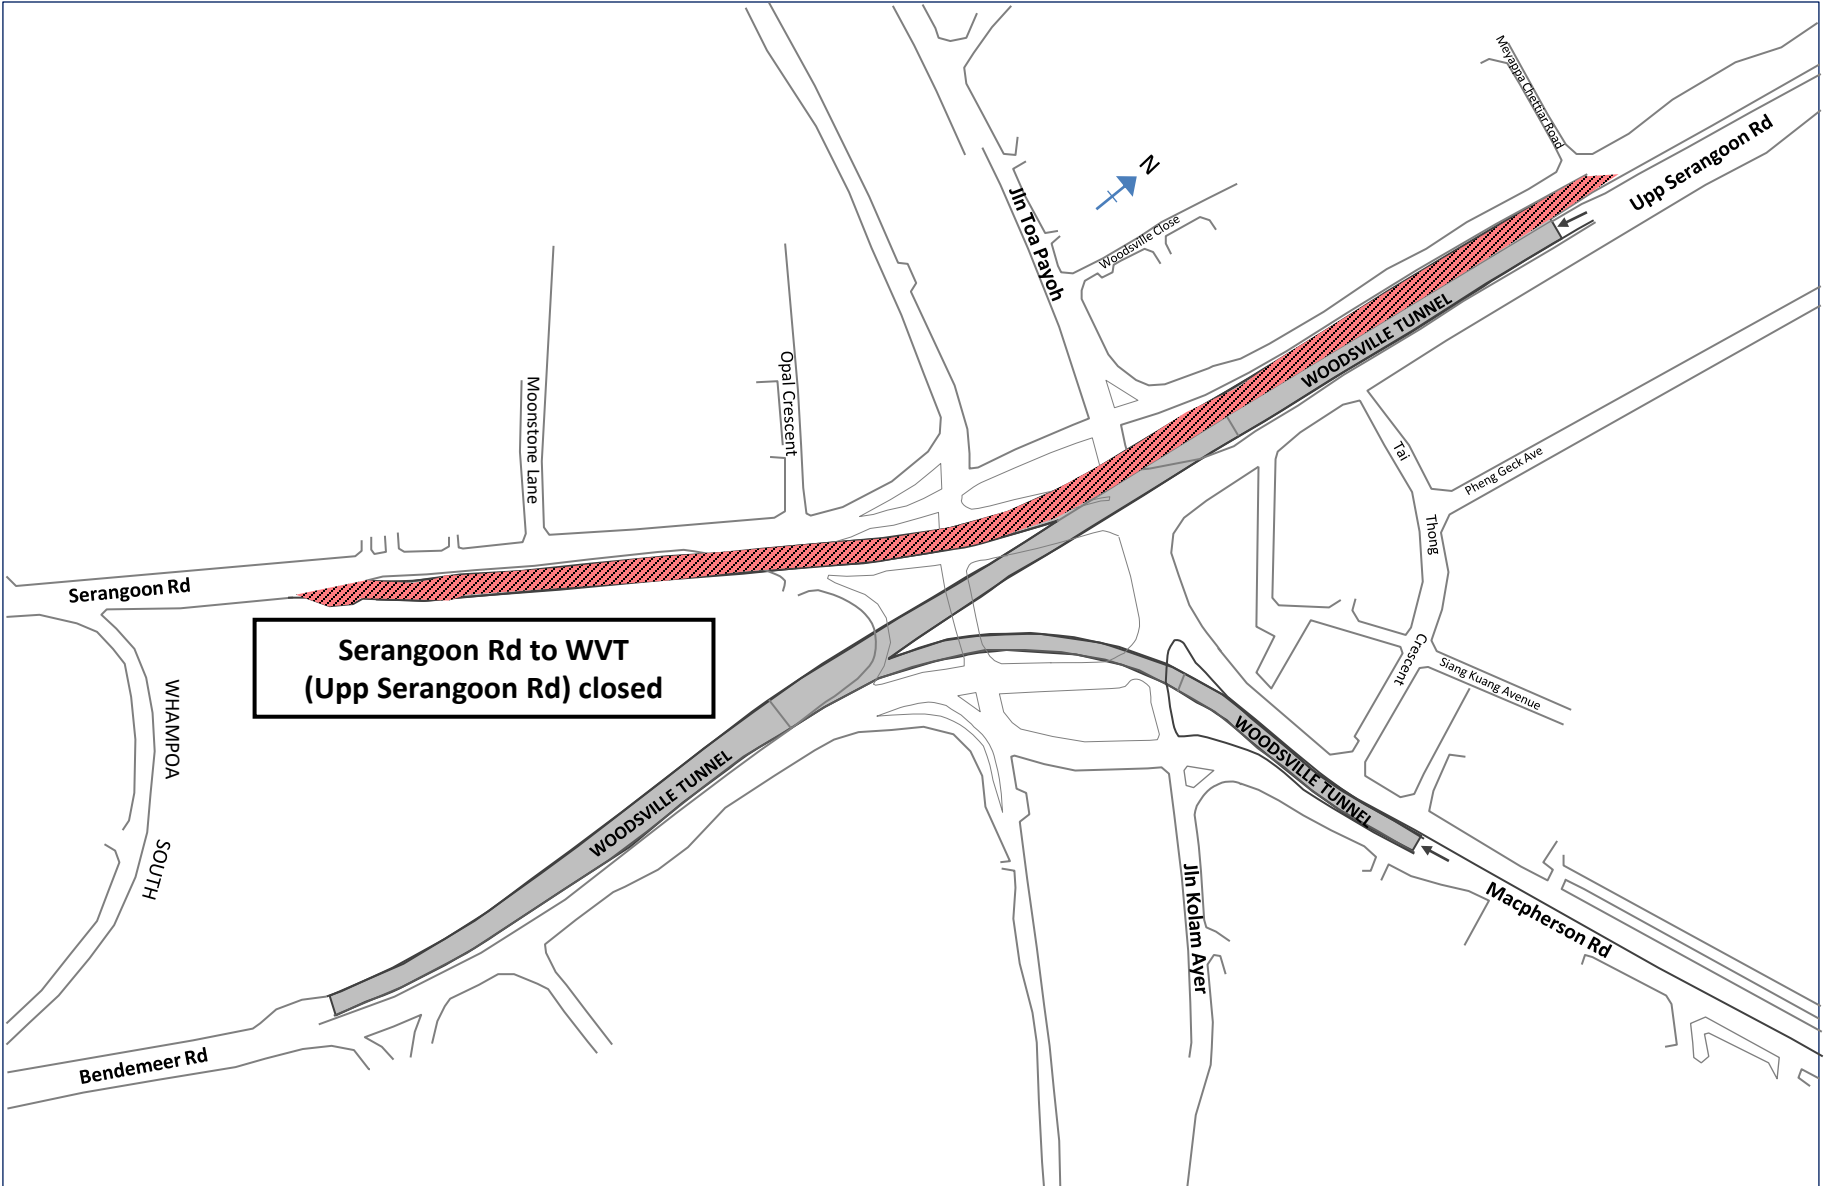 Meyappa Chettiar Road
Upp Serangoon Rd
N
Jln Toa Payoh
Woodsville Close
WOODSVILLE TUNNEL
Opal Crescent
Moonstone Lane
Tai
Thong
Crescent
Pheng Geck Ave
Serangoon Rd
Serangoon Rd to WVT
(Upp Serangoon Rd) closed
Siang Kuang Avenue
WHAMPOA
SOUTH
WOODSVILLE TUNNEL
WOODSVILLE TUNNEL
Jln Kolam Ayer
Macpherson Rd
Bendemeer Rd